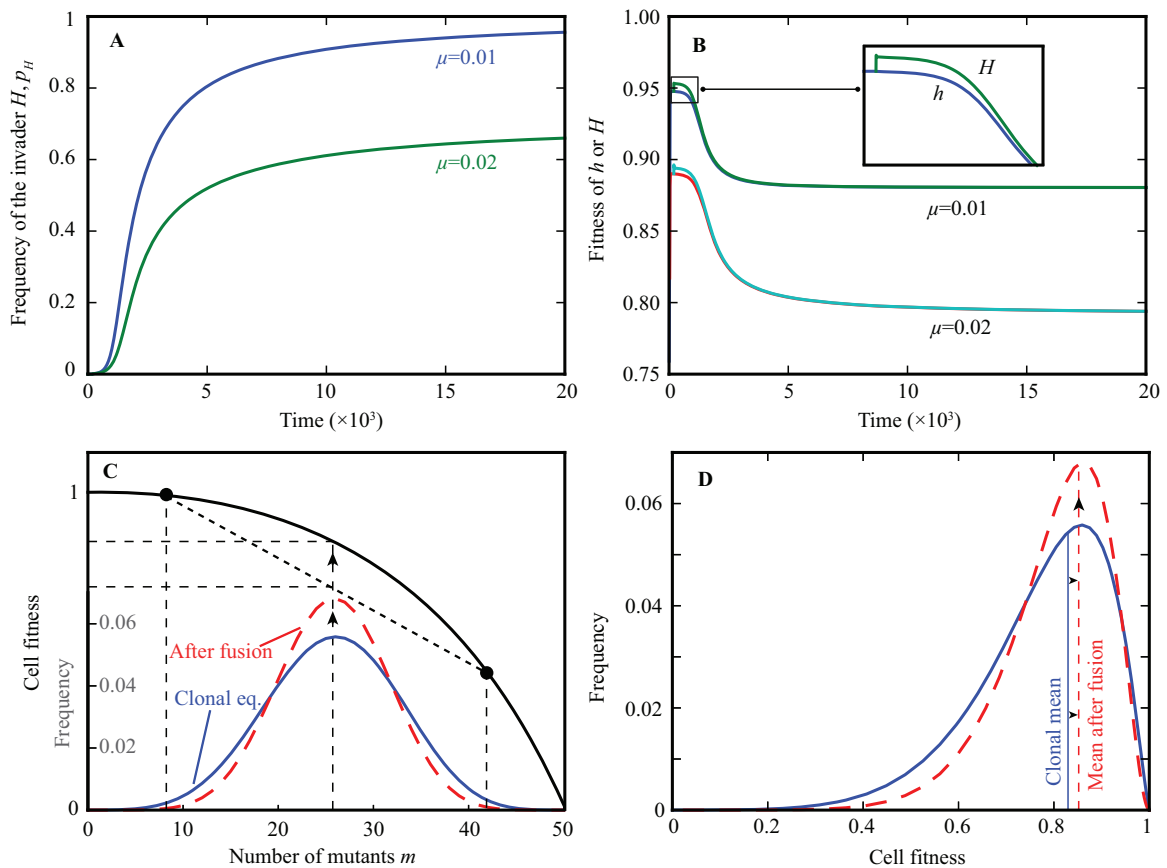 A
Frequency of the invader H, p_H
1
0.8
0.6
0.4
0.2
0
μ=0.01
μ=0.02
0 5 10 15 20
Time (×10³)
B
Fitness of h or H
1.00
0.95
0.90
0.85
0.80
0.75
H
h
μ=0.01
μ=0.02
0 5 10 15 20
Time (×10³)
C
Cell fitness
Frequency
1
0.06
0.04
0.02
0
After fusion
Clonal eq.
0 10 20 30 40 50
Number of mutants m
D
Frequency
0.06
0.04
0.02
0
Clonal mean
Mean after fusion
0 0.2 0.4 0.6 0.8 1
Cell fitness